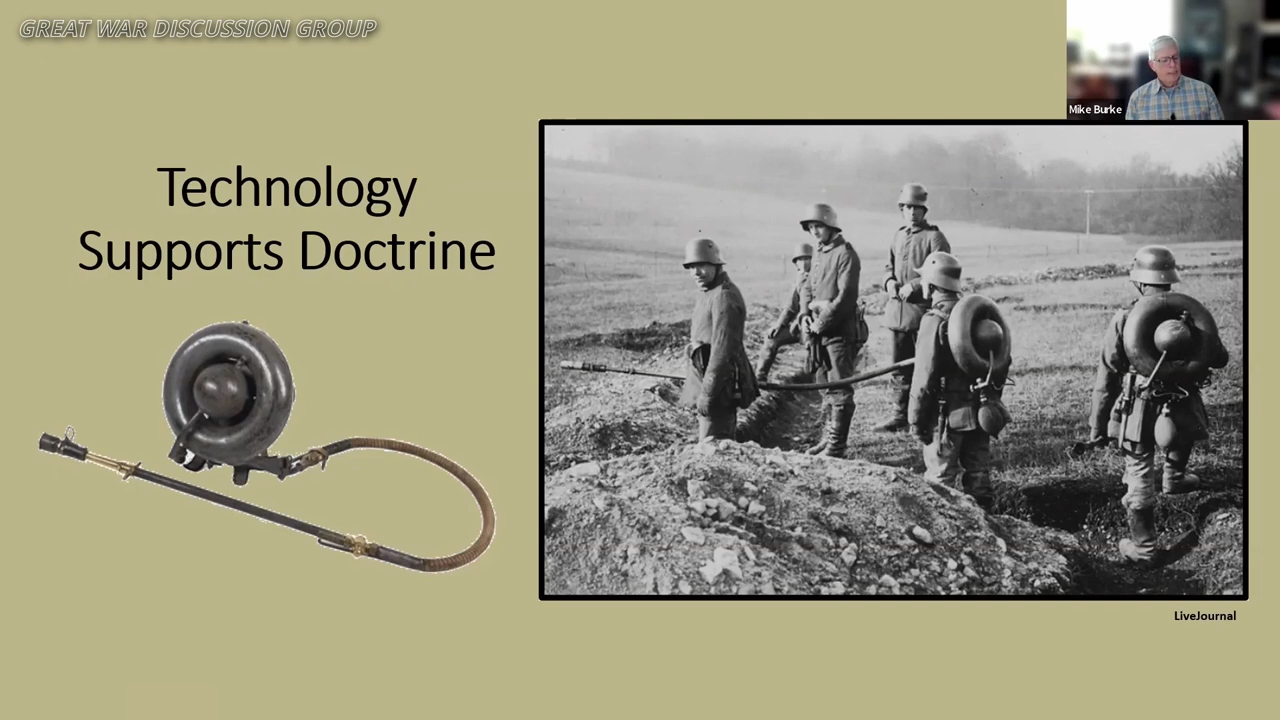 GREAT WAR DISCUSSION GROUP
Mike Burke
Technology
Supports Doctrine
LiveJournal